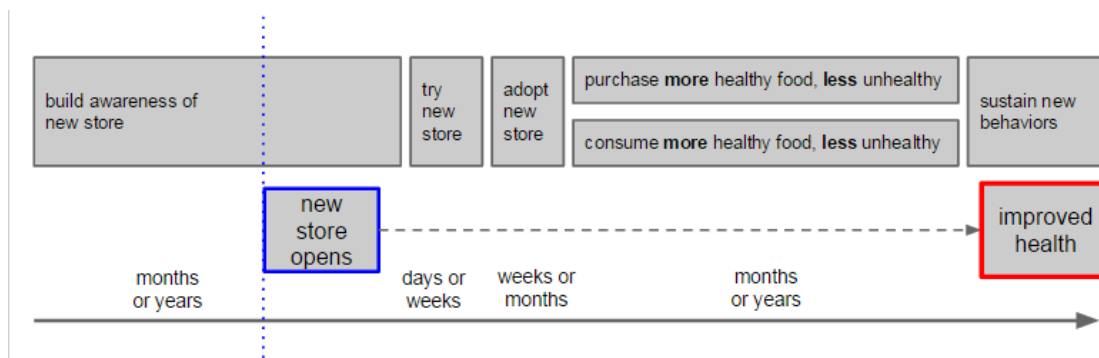 build awareness of
new store
try
new
store
adopt
new
store
purchase more healthy food, less unhealthy
consume more healthy food, less unhealthy
sustain new
behaviors
new
store
opens
improved
health
months
or years
days or
weeks
weeks or
months
months
or years